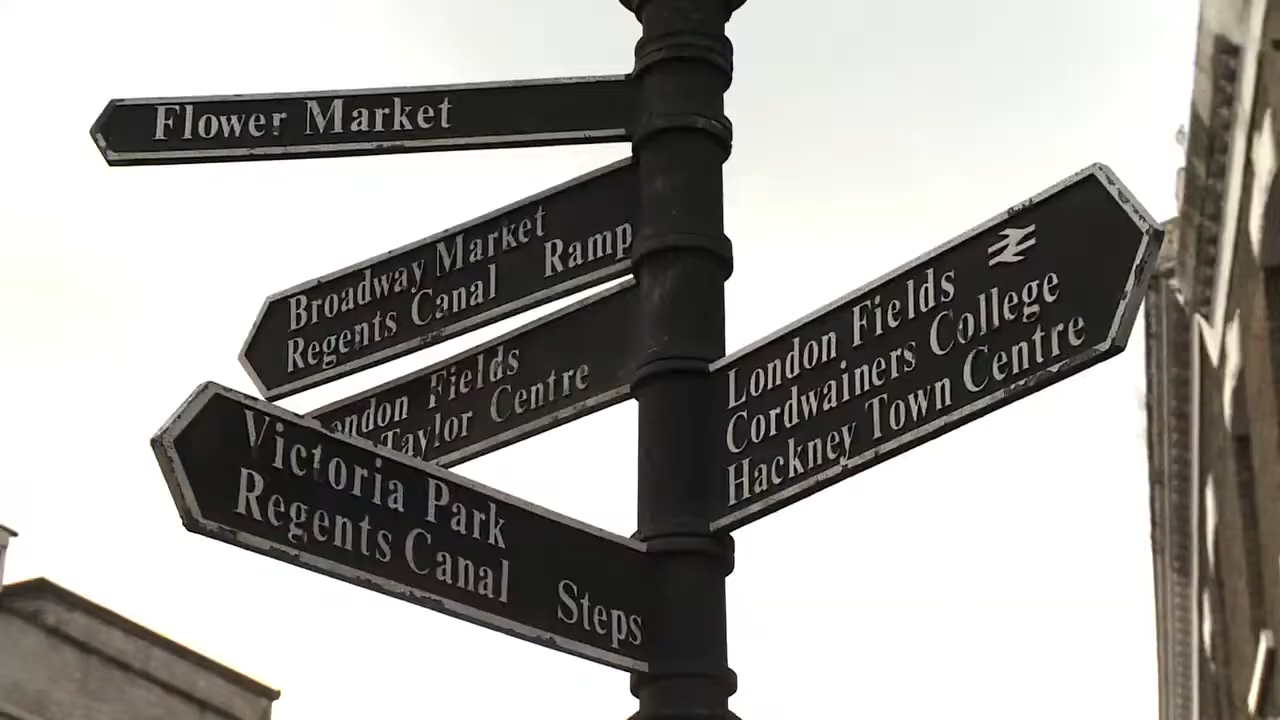 Flower Market
Broadway Market
Regents Canal Ramp
Fields
Taylor Centre
Victoria Park
Regents Canal Steps
London Fields
Cordwainers College
Hackney Town Centre